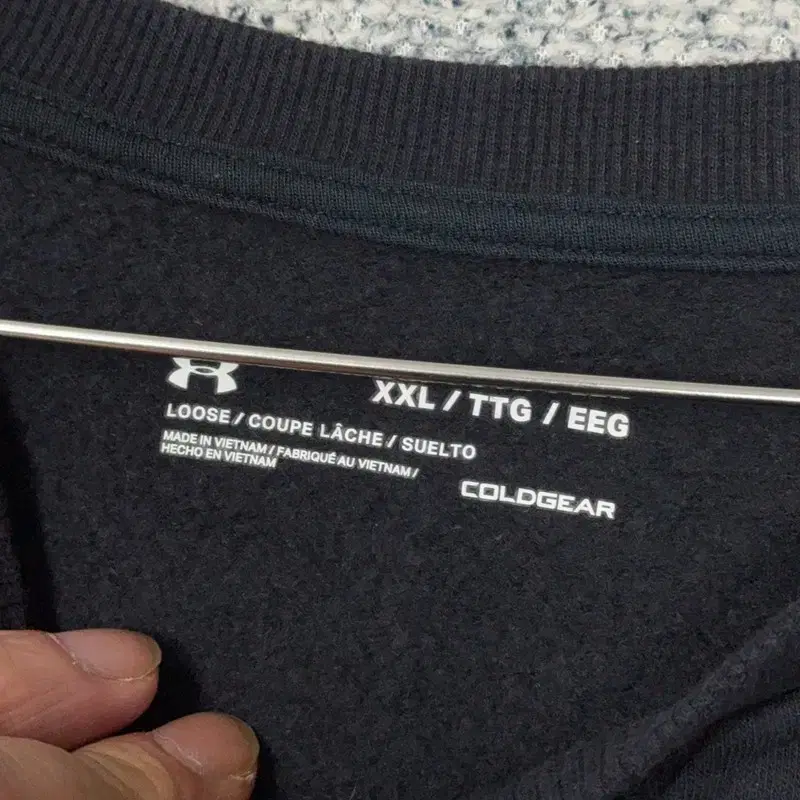 XXL / TTG / EEG
LOOSE / COUPE LÂCHE / SUELTO
MADE IN VIETNAM / FABRIQUÉ AU VIETNAM /
HECHO EN VIETNAM
COLDGEAR